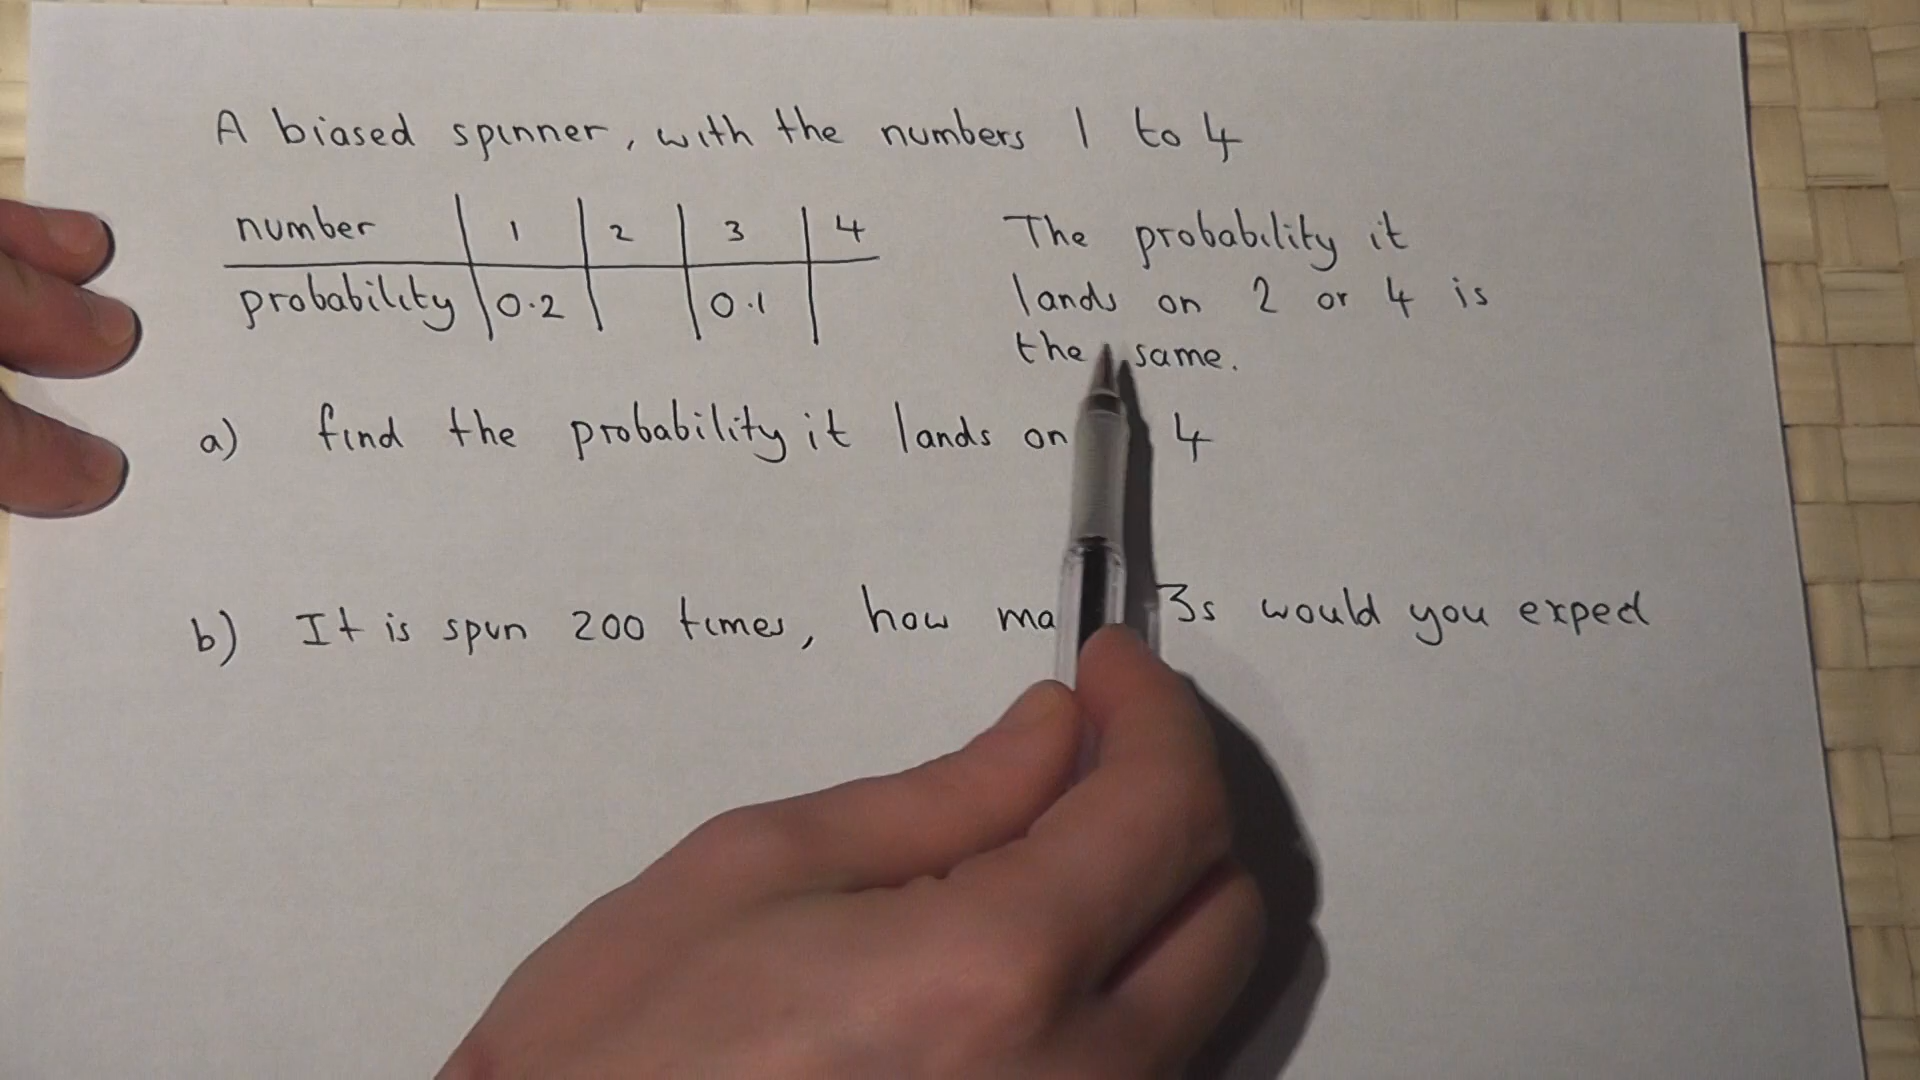 A biased spinner, with the numbers 1 to 4
number 1 2 3 4
probability 0.2 0.1
The probability it
lands on 2 or 4 is
the same.
a) find the probability it lands on 4
b) It is spun 200 times, how 3s would you expect